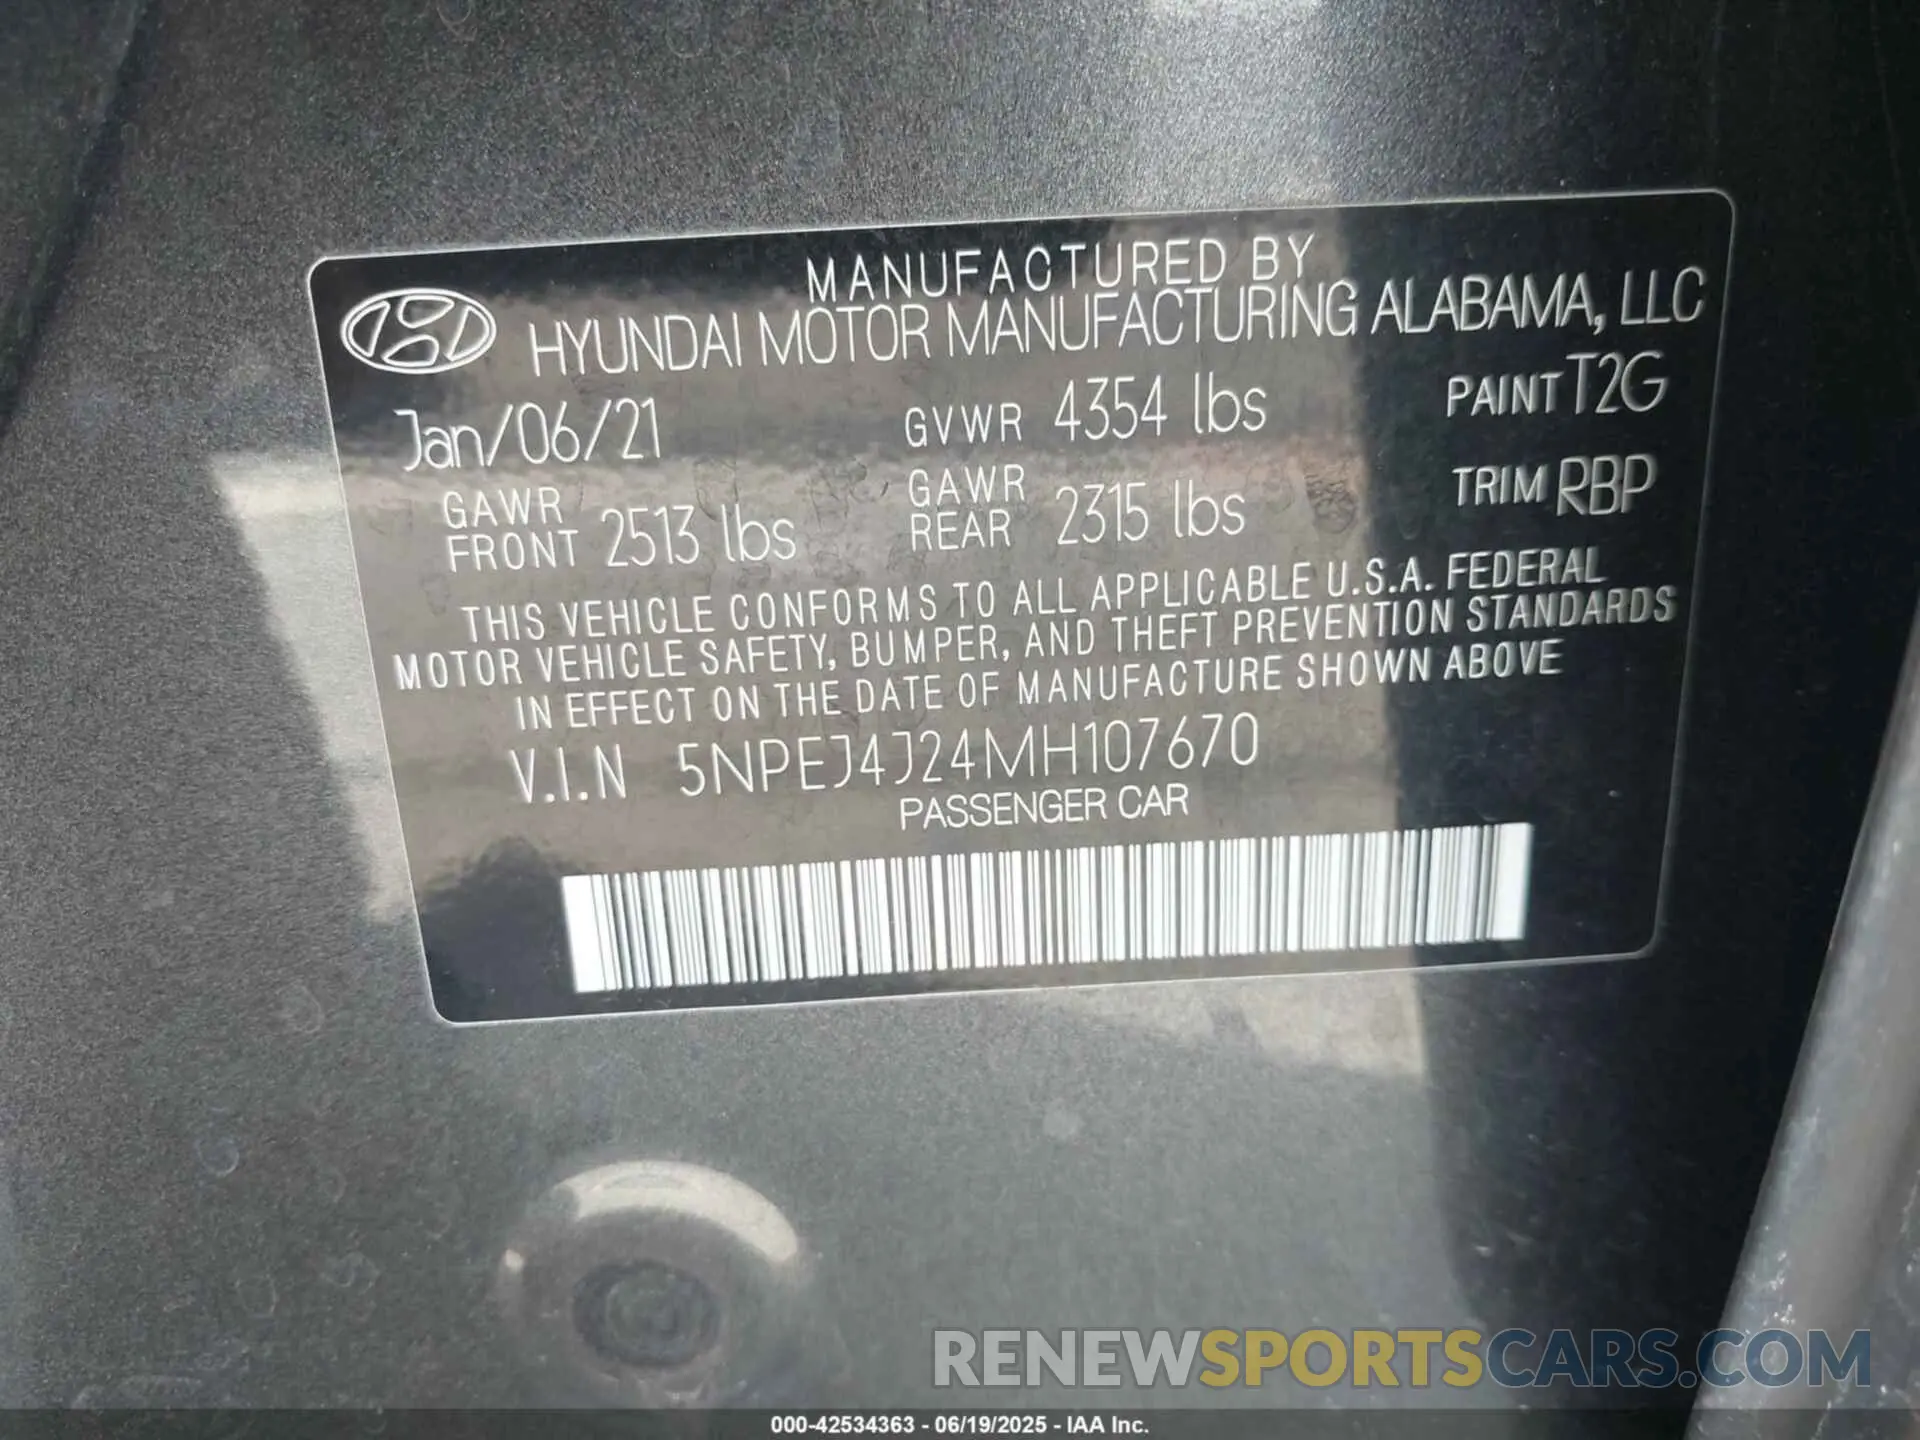 MANUFACTURED BY
HYUNDAI MOTOR MANUFACTURING ALABAMA, LLC
Jan/06/21 GVWR 4354 lbs PAINT T2G
GAWR FRONT 2513 lbs GAWR REAR 2315 lbs TRIM RBP
THIS VEHICLE CONFORMS TO ALL APPLICABLE U.S.A. FEDERAL
MOTOR VEHICLE SAFETY, BUMPER, AND THEFT PREVENTION STANDARDS
IN EFFECT ON THE DATE OF MANUFACTURE SHOWN ABOVE
V.I.N 5NPEJ4J24MH107670
PASSENGER CAR
RENEWSPORTSCARS.COM
000-42534363 - 06/19/2025 - IAA Inc.